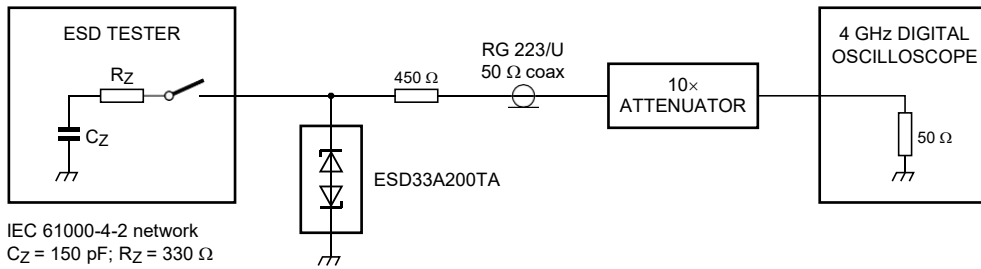 ESD TESTER
RZ
CZ
450 Ω
RG 223/U
50 Ω coax
10×
ATTENUATOR
4 GHz DIGITAL
OSCILLOSCOPE
50 Ω
ESD33A200TA
IEC 61000-4-2 network
CZ = 150 pF; RZ = 330 Ω